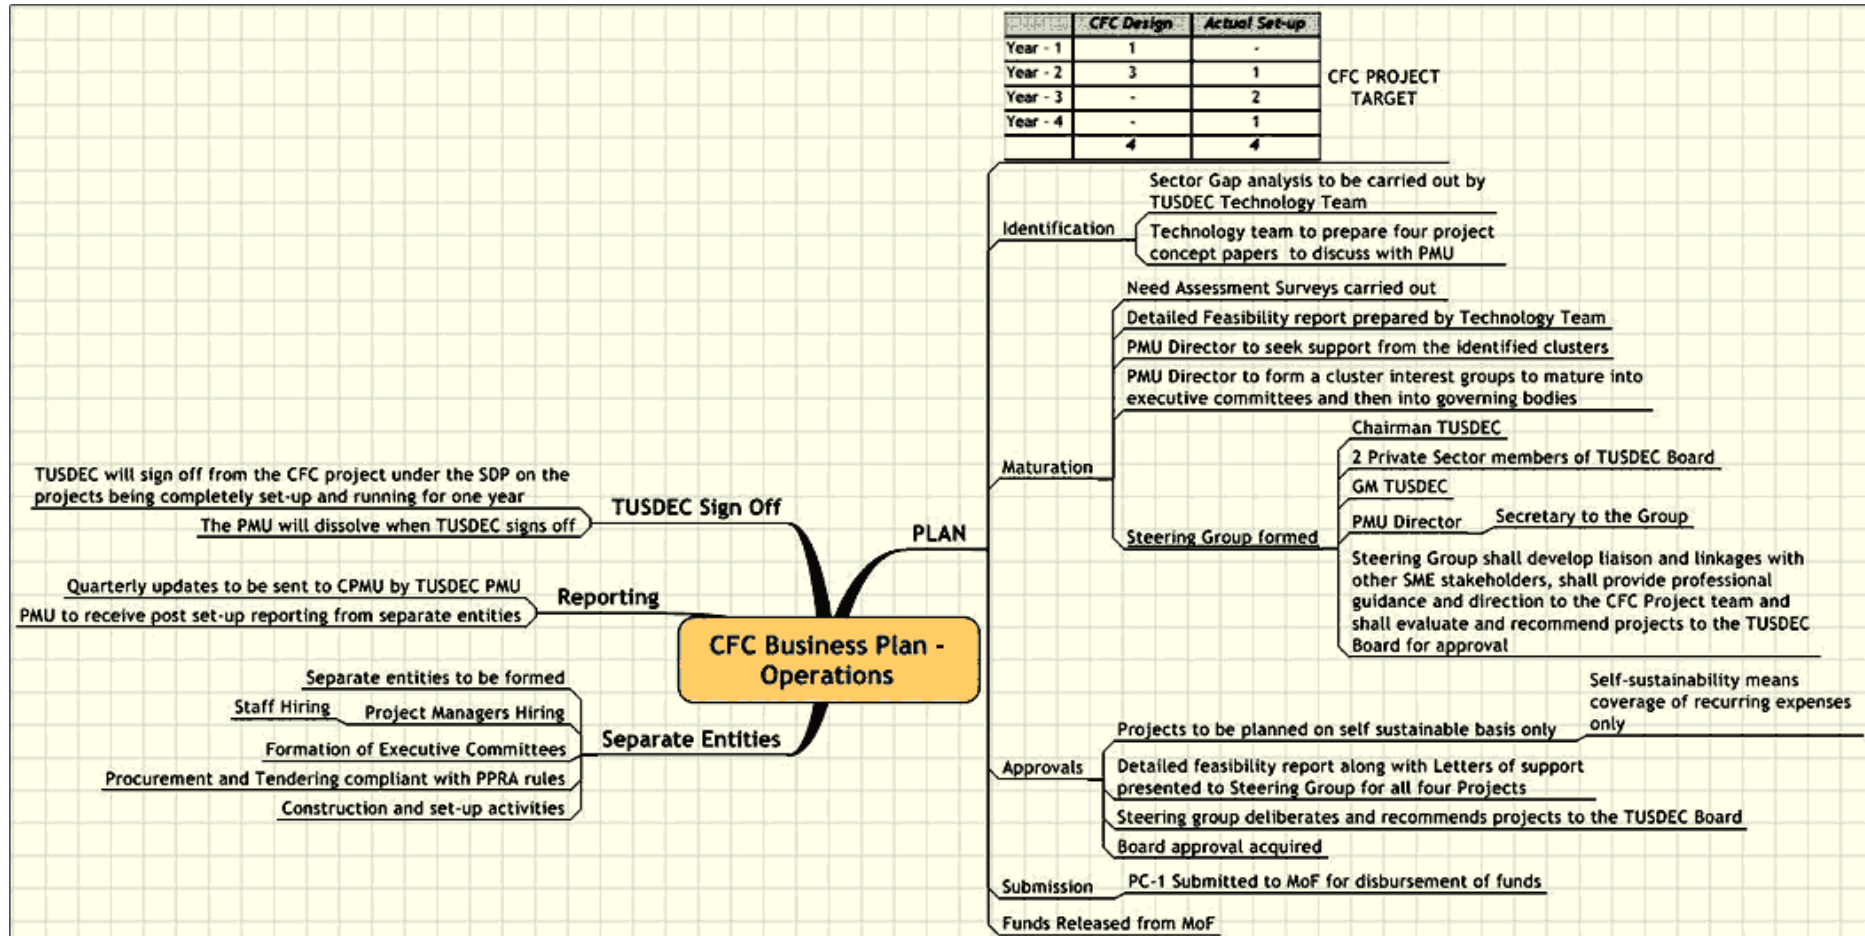 CFC Design Actual Set-up
Year - 1 1 -
Year - 2 3 1
Year - 3 - 2
Year - 4 - 1
4 4
CFC PROJECT
TARGET
Sector Gap analysis to be carried out by
TUSDEC Technology Team
Identification
Technology team to prepare four project
concept papers to discuss with PMU
Need Assessment Surveys carried out
Detailed Feasibility report prepared by Technology Team
PMU Director to seek support from the identified clusters
PMU Director to form a cluster interest groups to mature into
executive committees and then into governing bodies
Maturation
Chairman TUSDEC
2 Private Sector members of TUSDEC Board
GM TUSDEC
PMU Director Secretary to the Group
Steering Group formed
Steering Group shall develop liaison and linkages with
other SME stakeholders, shall provide professional
guidance and direction to the CFC Project team and
shall evaluate and recommend projects to the TUSDEC
Board for approval
PLAN
TUSDEC will sign off from the CFC project under the SDP on the
projects being completely set-up and running for one year
TUSDEC Sign Off
The PMU will dissolve when TUSDEC signs off
Quarterly updates to be sent to CPMU by TUSDEC PMU
Reporting
PMU to receive post set-up reporting from separate entities
CFC Business Plan -
Operations
Separate entities to be formed
Staff Hiring Project Managers Hiring
Formation of Executive Committees
Separate Entities
Procurement and Tendering compliant with PPRA rules
Construction and set-up activities
Self-sustainability means
coverage of recurring expenses
only
Projects to be planned on self sustainable basis only
Approvals
Detailed feasibility report along with Letters of support
presented to Steering Group for all four Projects
Steering group deliberates and recommends projects to the TUSDEC Board
Board approval acquired
Submission PC-1 Submitted to MoF for disbursement of funds
Funds Released from MoF